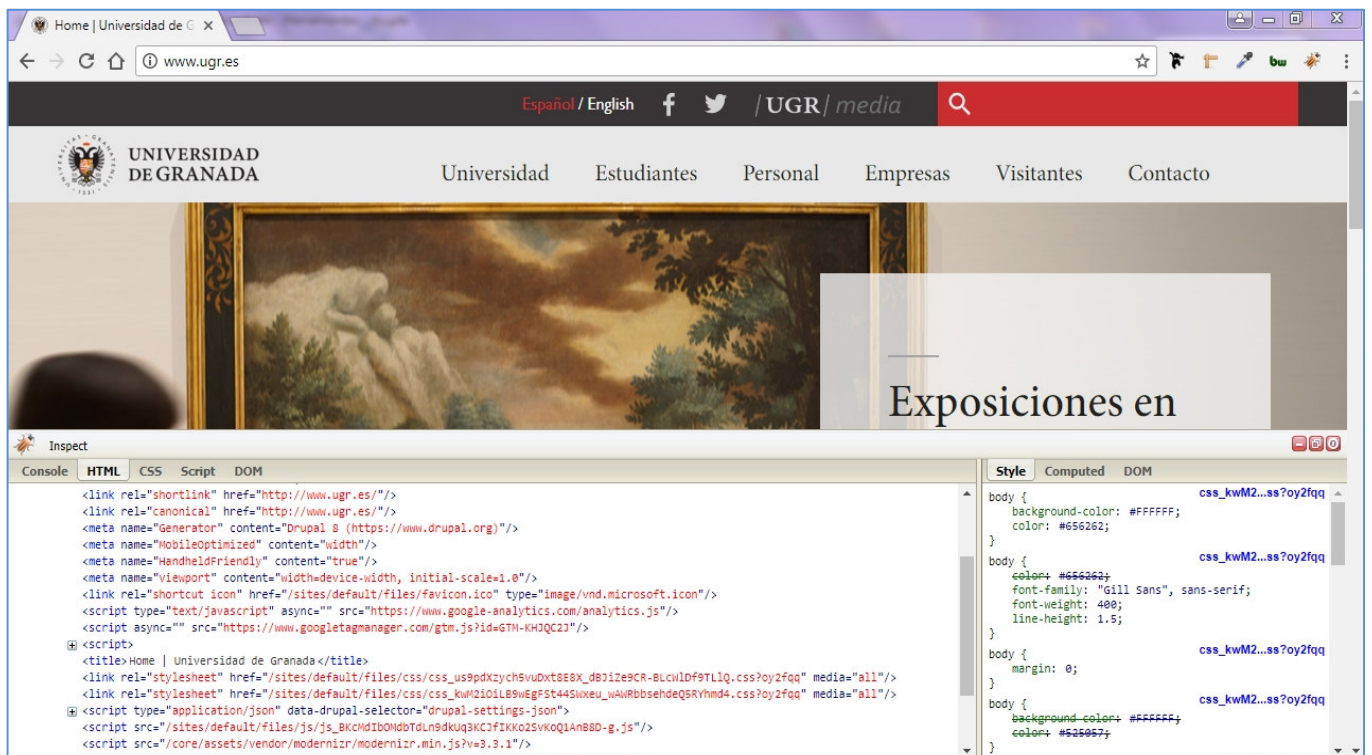 Home | Universidad de G
www.ugr.es
bw
Español / English
/ UGR / media
UNIVERSIDAD
DE GRANADA
Universidad Estudiantes Personal Empresas Visitantes Contacto
Exposiciones en
Inspect
Console HTML CSS Script DOM
<link rel="shortlink" href="http://www.ugr.es/"/>
<link rel="canonical" href="http://www.ugr.es/"/>
<meta name="Generator" content="Drupal 8 (https://www.drupal.org)"/>
<meta name="MobileOptimized" content="width"/>
<meta name="HandheldFriendly" content="true"/>
<meta name="viewport" content="width=device-width, initial-scale=1.0"/>
<link rel="shortcut icon" href="/sites/default/files/favicon.ico" type="image/vnd.microsoft.icon"/>
<script type="text/javascript" async="" src="https://www.google-analytics.com/analytics.js"/>
<script async="" src="https://www.googletagmanager.com/gtm.js?id=GTM-KHJQC2J"/>
<script>
<title>Home | Universidad de Granada</title>
<link rel="stylesheet" href="/sites/default/files/css/css_us9pdXzych5vuDxt8E8X_dBJiZe9CR-BLcWlDf9TLlQ.css?oy2fqq" media="all"/>
<link rel="stylesheet" href="/sites/default/files/css/css_kwM2iOiLB9wEgFSt44SWxeu_wAWRbbsehdeQ5RYhmd4.css?oy2fqq" media="all"/>
<script type="application/json" data-drupal-selector="drupal-settings-json">
<script src="/sites/default/files/js/js_BKcMdIbOMdbTdLn9dkUq3KCJfIKKo2SvKoQ1AnB8D-g.js"/>
<script src="/core/assets/vendor/modernizr/modernizr.min.js?v=3.3.1"/>
Style Computed DOM
body { css_kwM2...ss?oy2fqq
background-color: #FFFFFF;
color: #656262;
}
body { css_kwM2...ss?oy2fqq
color: #656262;
font-family: "Gill Sans", sans-serif;
font-weight: 400;
line-height: 1.5;
}
body { css_kwM2...ss?oy2fqq
margin: 0;
}
body { css_kwM2...ss?oy2fqq
background-color: #FFFFFF;
color: #525057;
}